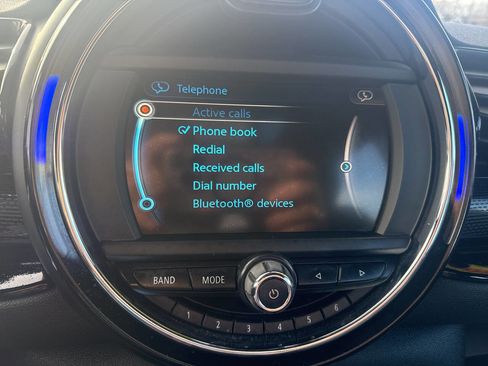 Telephone
Active calls
Phone book
Redial
Received calls
Dial number
Bluetooth® devices
BAND MODE
1 2 3 4 5 6